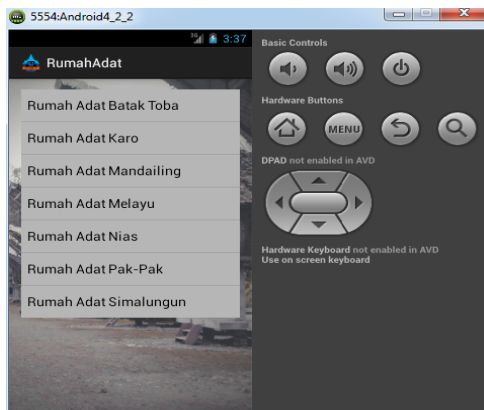 5554:Android4_2_2
3G 3:37
RumahAdat
Rumah Adat Batak Toba
Rumah Adat Karo
Rumah Adat Mandailing
Rumah Adat Melayu
Rumah Adat Nias
Rumah Adat Pak-Pak
Rumah Adat Simalungun
Basic Controls
Hardware Buttons
MENU
DPAD not enabled in AVD
Hardware Keyboard not enabled in AVD
Use on screen keyboard